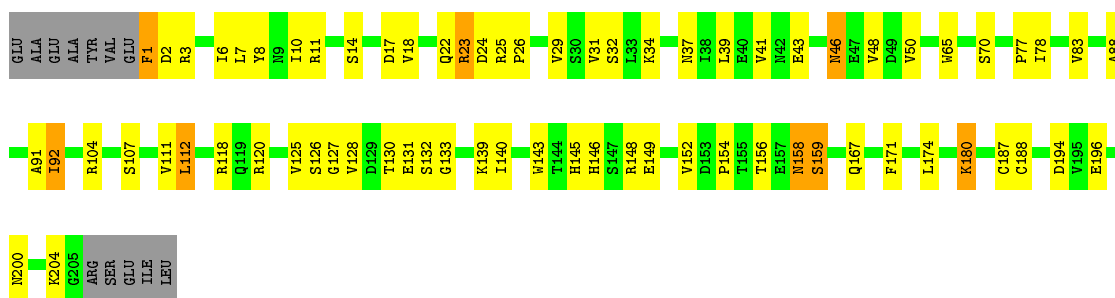 GLU ALA GLU ALA TYR VAL GLU F1 D2 R3 I6 L7 Y8 N9 I10 R11 S14 D17 V18 Q22 R23 D24 R25 P26 V29 S30 V31 S32 L33 K34 N37 I38 L39 E40 V41 N42 E43 N46 E47 V48 D49 V50 W65 S70 P77 I78 V83 A88
A91 I92 R104 S107 V111 L112 R118 Q119 R120 V125 S126 G127 V128 D129 T130 E131 S132 G133 K139 I140 W143 T144 H145 H146 S147 R148 E149 V152 D153 P154 T155 T156 E157 N158 S159 Q167 F171 L174 K180 C187 C188 D194 V195 E196
N200 K204 G205 ARG SER GLU ILE LEU